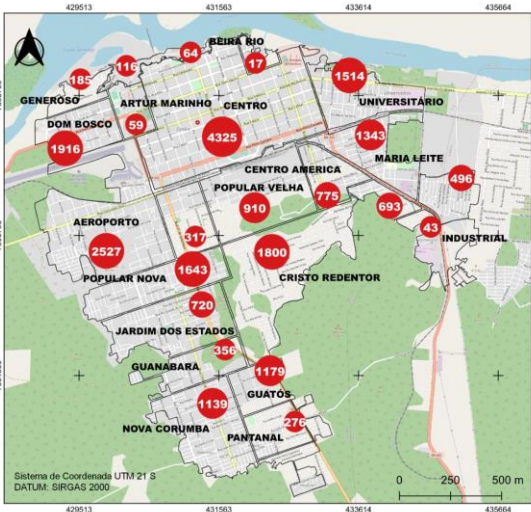 429513 431563 433614 435664
BEIRA RIO
64
116
17
185
1514
GENEROSO
ARTUR MARINHO
CENTRO
UNIVERSITÁRIO
DOM BOSCO
59
4325
1343
1916
MARIA LEITE
CENTRO AMERICA
496
POPULAR VELHA
775
693
910
AEROPORTO
43
317
INDUSTRIAL
2527
1643
1800
POPULAR NOVA
CRISTO REDENTOR
720
JARDIM DOS ESTADOS
356
GUANABARÁ
1179
GUATÓS
1139
276
NOVA CORUMBA
PANTANAL
Sistema de Coordenada UTM 21 S
DATUM: SIRGAS 2000
0 250 500 m
429513 431563 433614 435664